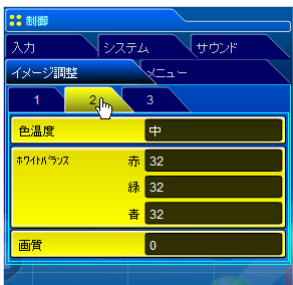 制御
入力 システム サウンド
イメージ調整 メニュー
1 2 3
色温度 中
ﾎﾜｲﾄﾊﾞﾗﾝｽ 赤 32
緑 32
青 32
画質 0